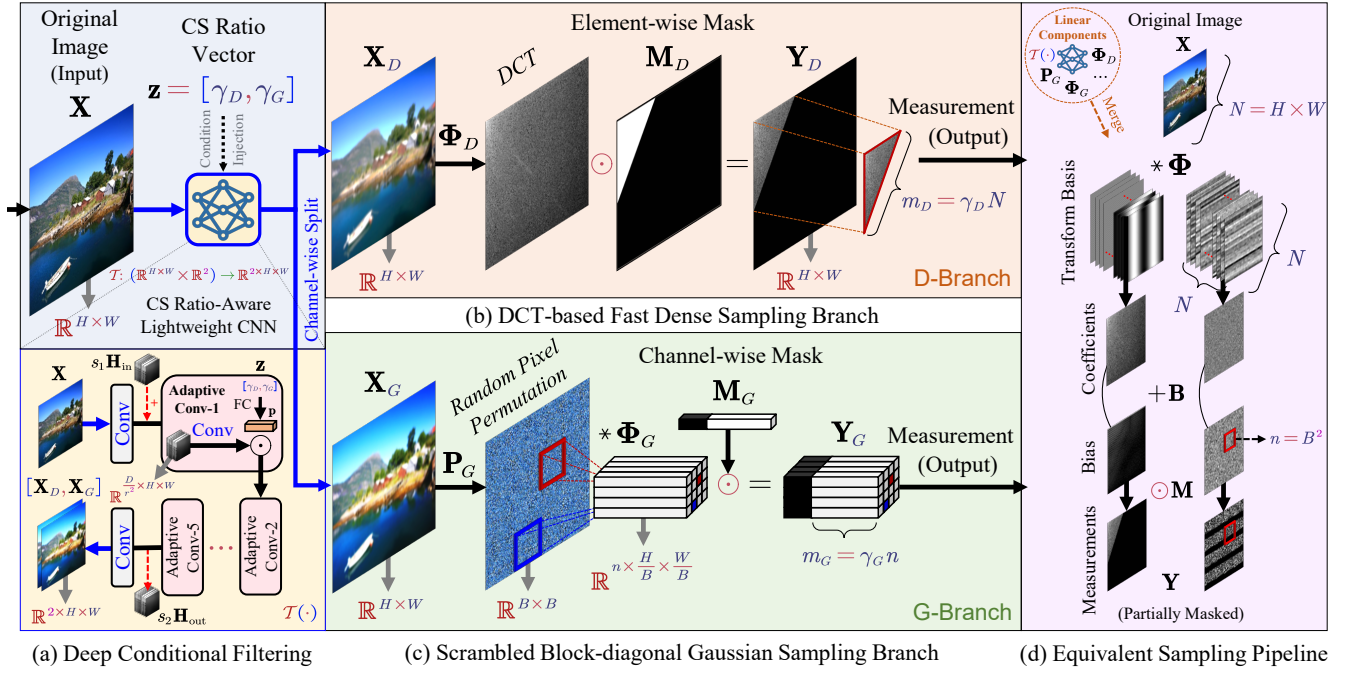 Original
Image
(Input)
X
CS Ratio
Vector
z = [γ_D, γ_G]
Condition
Injection
𝒯: (ℝ^{H×W} × ℝ^2) → ℝ^{2×H×W}
ℝ^{H×W}
CS Ratio-Aware
Lightweight CNN
Channel-wise Split
X
s_1 H_in
Conv
+
Adaptive
Conv-1
Conv
z
[γ_D, γ_G]
FC
p
⊙
ℝ^{D/r^2 ×H×W}
[X_D, X_G]
Conv
Adaptive
Conv-5
···
Adaptive
Conv-2
ℝ^{2×H×W}
s_2 H_out
𝒯(·)
(a) Deep Conditional Filtering
Element-wise Mask
X_D
Φ_D
DCT
⊙
M_D
=
Y_D
Measurement
(Output)
m_D = γ_D N
ℝ^{H×W}
ℝ^{H×W}
D-Branch
(b) DCT-based Fast Dense Sampling Branch
Channel-wise Mask
X_G
P_G
Random Pixel
Permutation
* Φ_G
M_G
⊙
=
Y_G
Measurement
(Output)
m_G = γ_G n
ℝ^{H×W}
ℝ^{B×B}
ℝ^{n× H/B × W/B}
G-Branch
(c) Scrambled Block-diagonal Gaussian Sampling Branch
Linear
Components
𝒯(·)
Φ_D
P_G
Φ_G
...
Merge
Original Image
X
N = H × W
* Φ
Transform Basis
N
N
Coefficients
+B
Bias
n = B^2
⊙M
Measurements
Y
(Partially Masked)
(d) Equivalent Sampling Pipeline